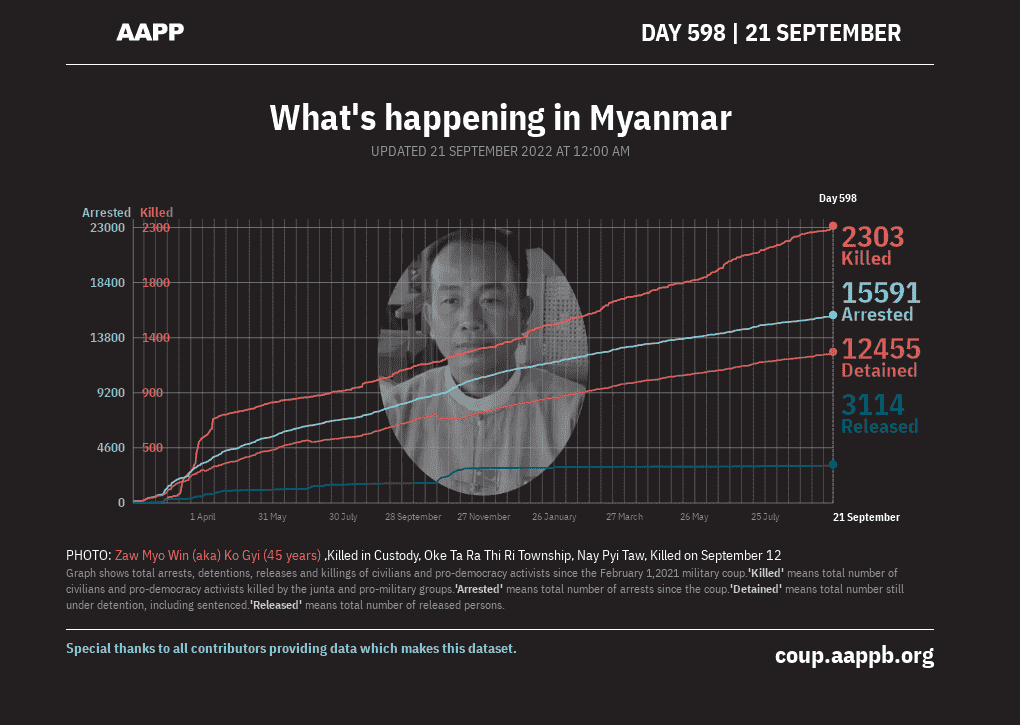 AAPP
DAY 598 | 21 SEPTEMBER
What's happening in Myanmar
UPDATED 21 SEPTEMBER 2022 AT 12:00 AM
Day 598
Arrested Killed
23000 2300
18400 1800
13800 1400
9200 900
4600 500
0
2303
Killed
15591
Arrested
12455
Detained
3114
Released
1 April 31 May 30 July 28 September 27 November 26 January 27 March 26 May 25 July 21 September
PHOTO: Zaw Myo Win (aka) Ko Gyi (45 years) ,Killed in Custody, Oke Ta Ra Thi Ri Township, Nay Pyi Taw, Killed on September 12
Graph shows total arrests, detentions, releases and killings of civilians and pro-democracy activists since the February 1,2021 military coup.'Killed' means total number of
civilians and pro-democracy activists killed by the junta and pro-military groups.'Arrested' means total number of arrests since the coup.'Detained' means total number still
under detention, including sentenced.'Released' means total number of released persons.
Special thanks to all contributors providing data which makes this dataset.
coup.aappb.org